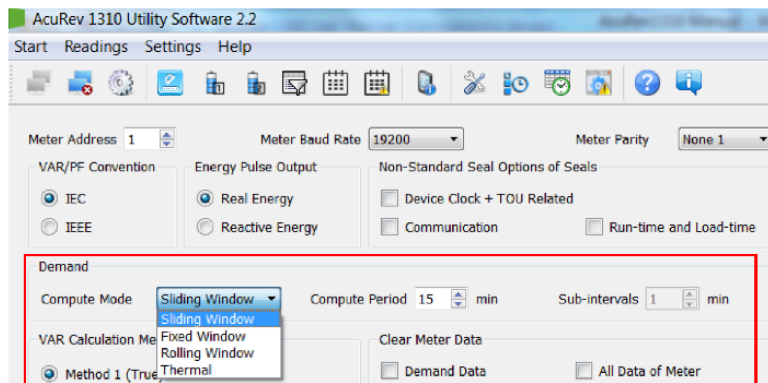 AcuRev 1310 Utility Software 2.2
Start Readings Settings Help
Meter Address 1 Meter Baud Rate 19200 Meter Parity None 1
VAR/PF Convention Energy Pulse Output Non-Standard Seal Options of Seals
IEC Real Energy Device Clock + TOU Related
IEEE Reactive Energy Communication Run-time and Load-time
Demand
Compute Mode Sliding Window Compute Period 15 min Sub-intervals 1 min
Sliding Window
VAR Calculation Me Fixed Window Clear Meter Data
Rolling Window
Method 1 (True Thermal Demand Data All Data of Meter